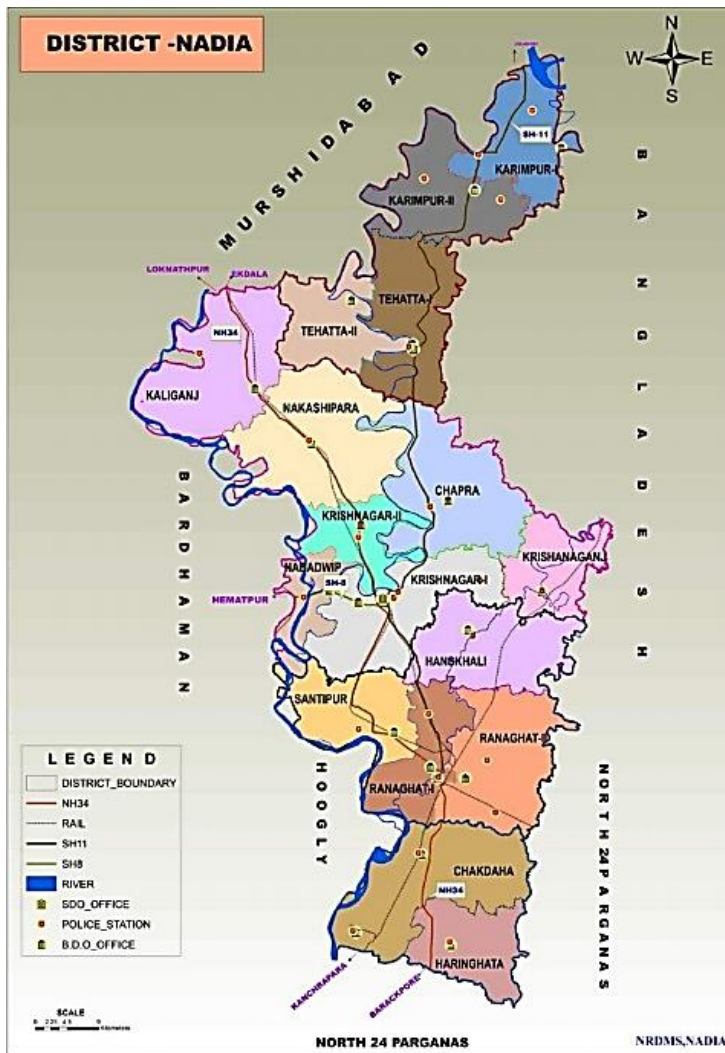 DISTRICT -NADIA
N
W E
S
MURSHIDABAD
BANGLADESH
SH-11
KARIMPUR-I
KARIMPUR-II
LOKNATHPUR
EKDALA
TEHATTA-I
TEHATTA-II
NH34
KALIGANJ
NAKASHIPARA
BARDHAMAN
CHAPRA
KRISHNAGAR-II
KRISHANAGANJ
NABADWIP
SH-8
KRISHNAGAR-I
HEMATPUR
HANSKHALI
SANTIPUR
RANAGHAT-II
RANAGHAT-I
HOOGLY
NORTH 24 PARGANAS
CHAKDAHA
NH34
HARINGHATA
KANCHRAPARA
BARACKPORE
LEGEND
DISTRICT_BOUNDARY
NH34
RAIL
SH11
SH8
RIVER
SDO_OFFICE
POLICE_STATION
B.D.O_OFFICE
SCALE
Kilometers
NORTH 24 PARGANAS
NRDMS,NADIA